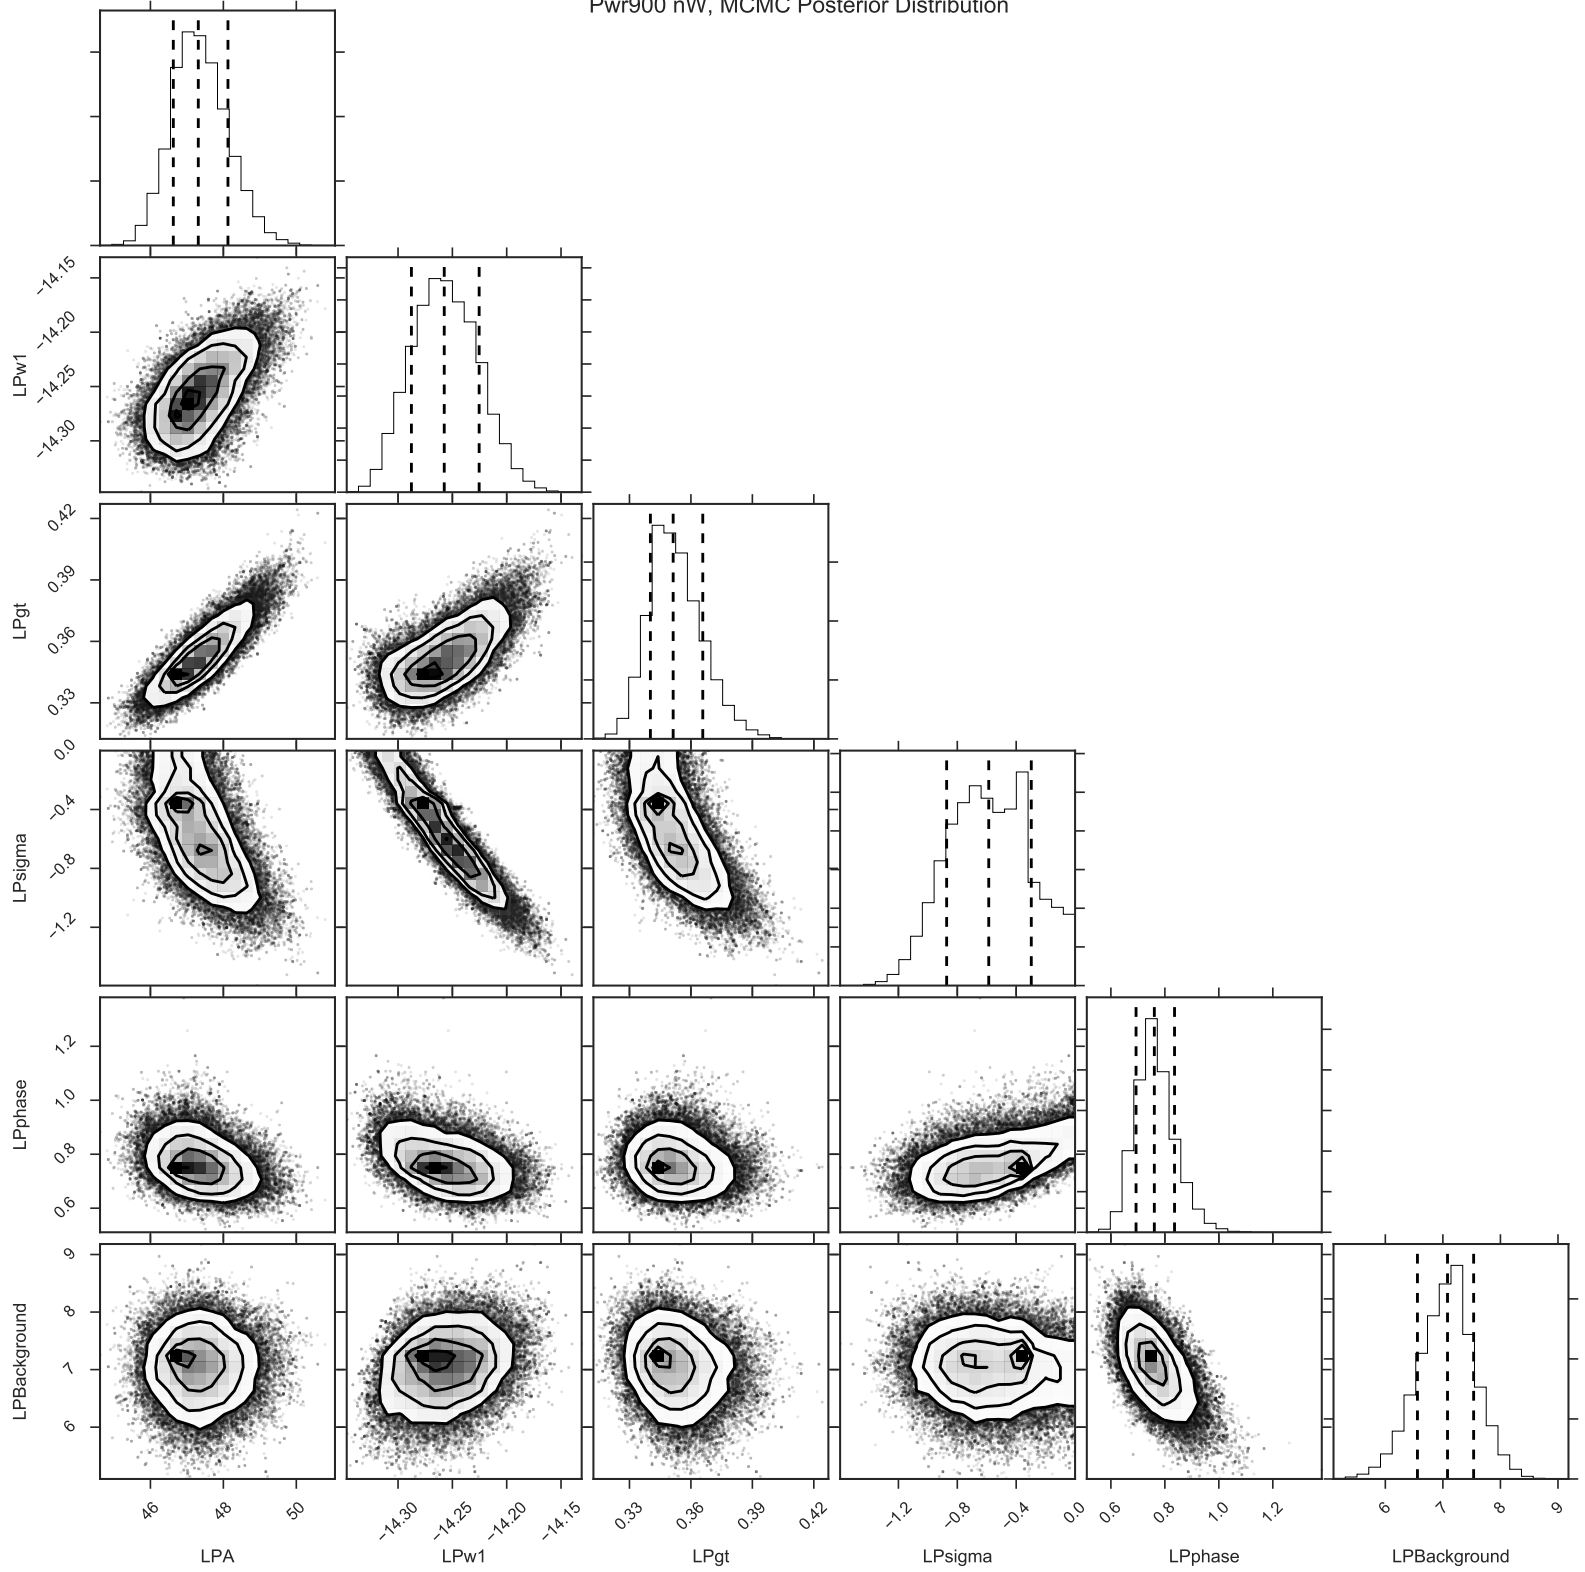 Pwr900 nW, MCMC Posterior Distribution
−14.15
−14.20
−14.25
−14.30
LPw1
0.42
0.39
0.36
0.33
LPgt
0.0
−0.4
−0.8
−1.2
LPsigma
1.2
1.0
0.8
0.6
LPphase
9
8
7
6
LPBackground
46 48 50
−14.30 −14.25 −14.20 −14.15
0.33 0.36 0.39 0.42
−1.2 −0.8 −0.4 0.0
0.6 0.8 1.0 1.2
6 7 8 9
LPA LPw1 LPgt LPsigma LPphase LPBackground